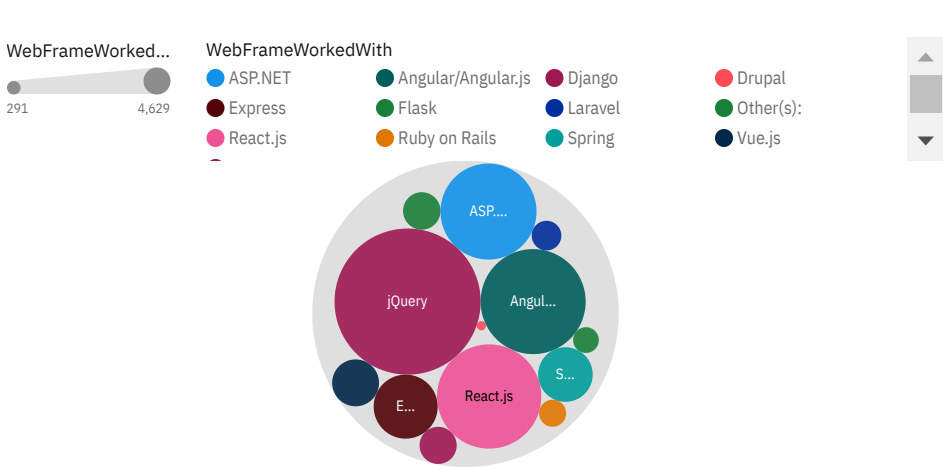 WebFrameWorked...
291 4,629
WebFrameWorkedWith
ASP.NET Angular/Angular.js Django Drupal
Express Flask Laravel Other(s):
React.js Ruby on Rails Spring Vue.js
ASP....
jQuery Angul...
S...
React.js
E...